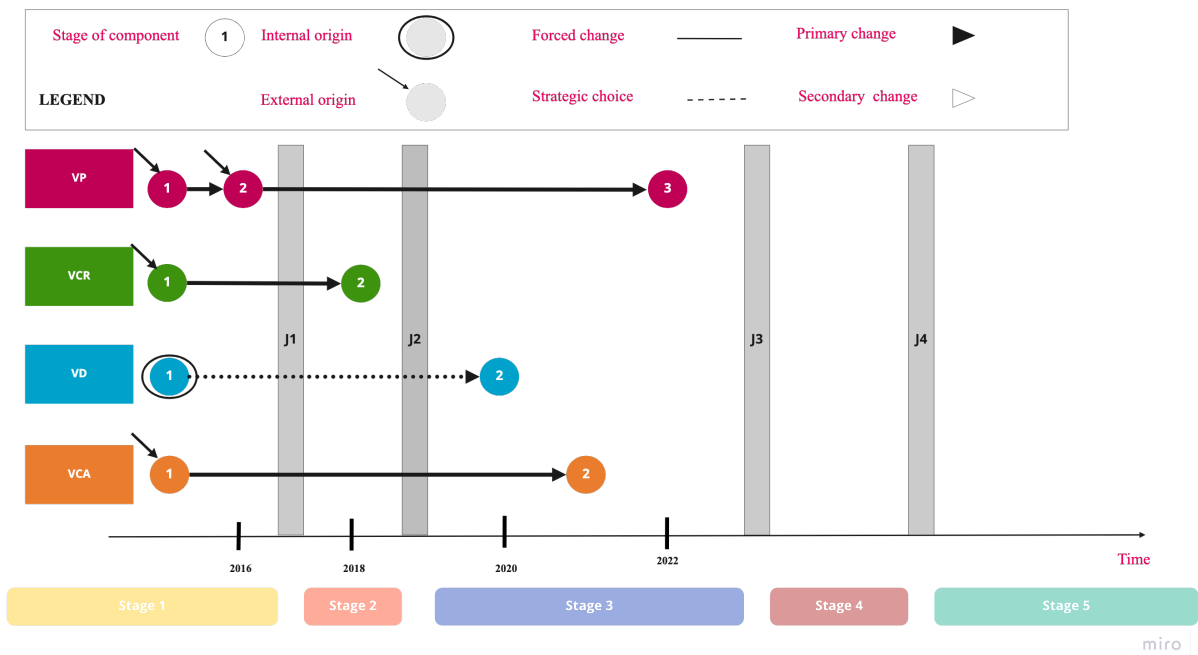 Stage of component
1
Internal origin
Forced change
Primary change
LEGEND
External origin
Strategic choice
Secondary change
VP
1
2
3
VCR
1
2
J1
J2
J3
J4
VD
1
2
VCA
1
2
2016
2018
2020
2022
Time
Stage 1
Stage 2
Stage 3
Stage 4
Stage 5
miro